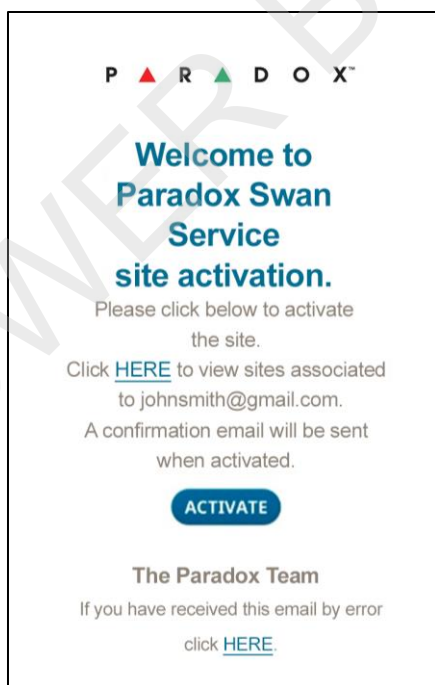 PARADOX™
Welcome to
Paradox Swan
Service
site activation.
Please click below to activate
the site.
Click HERE to view sites associated
to johnsmith@gmail.com.
A confirmation email will be sent
when activated.
ACTIVATE
The Paradox Team
If you have received this email by error
click HERE.